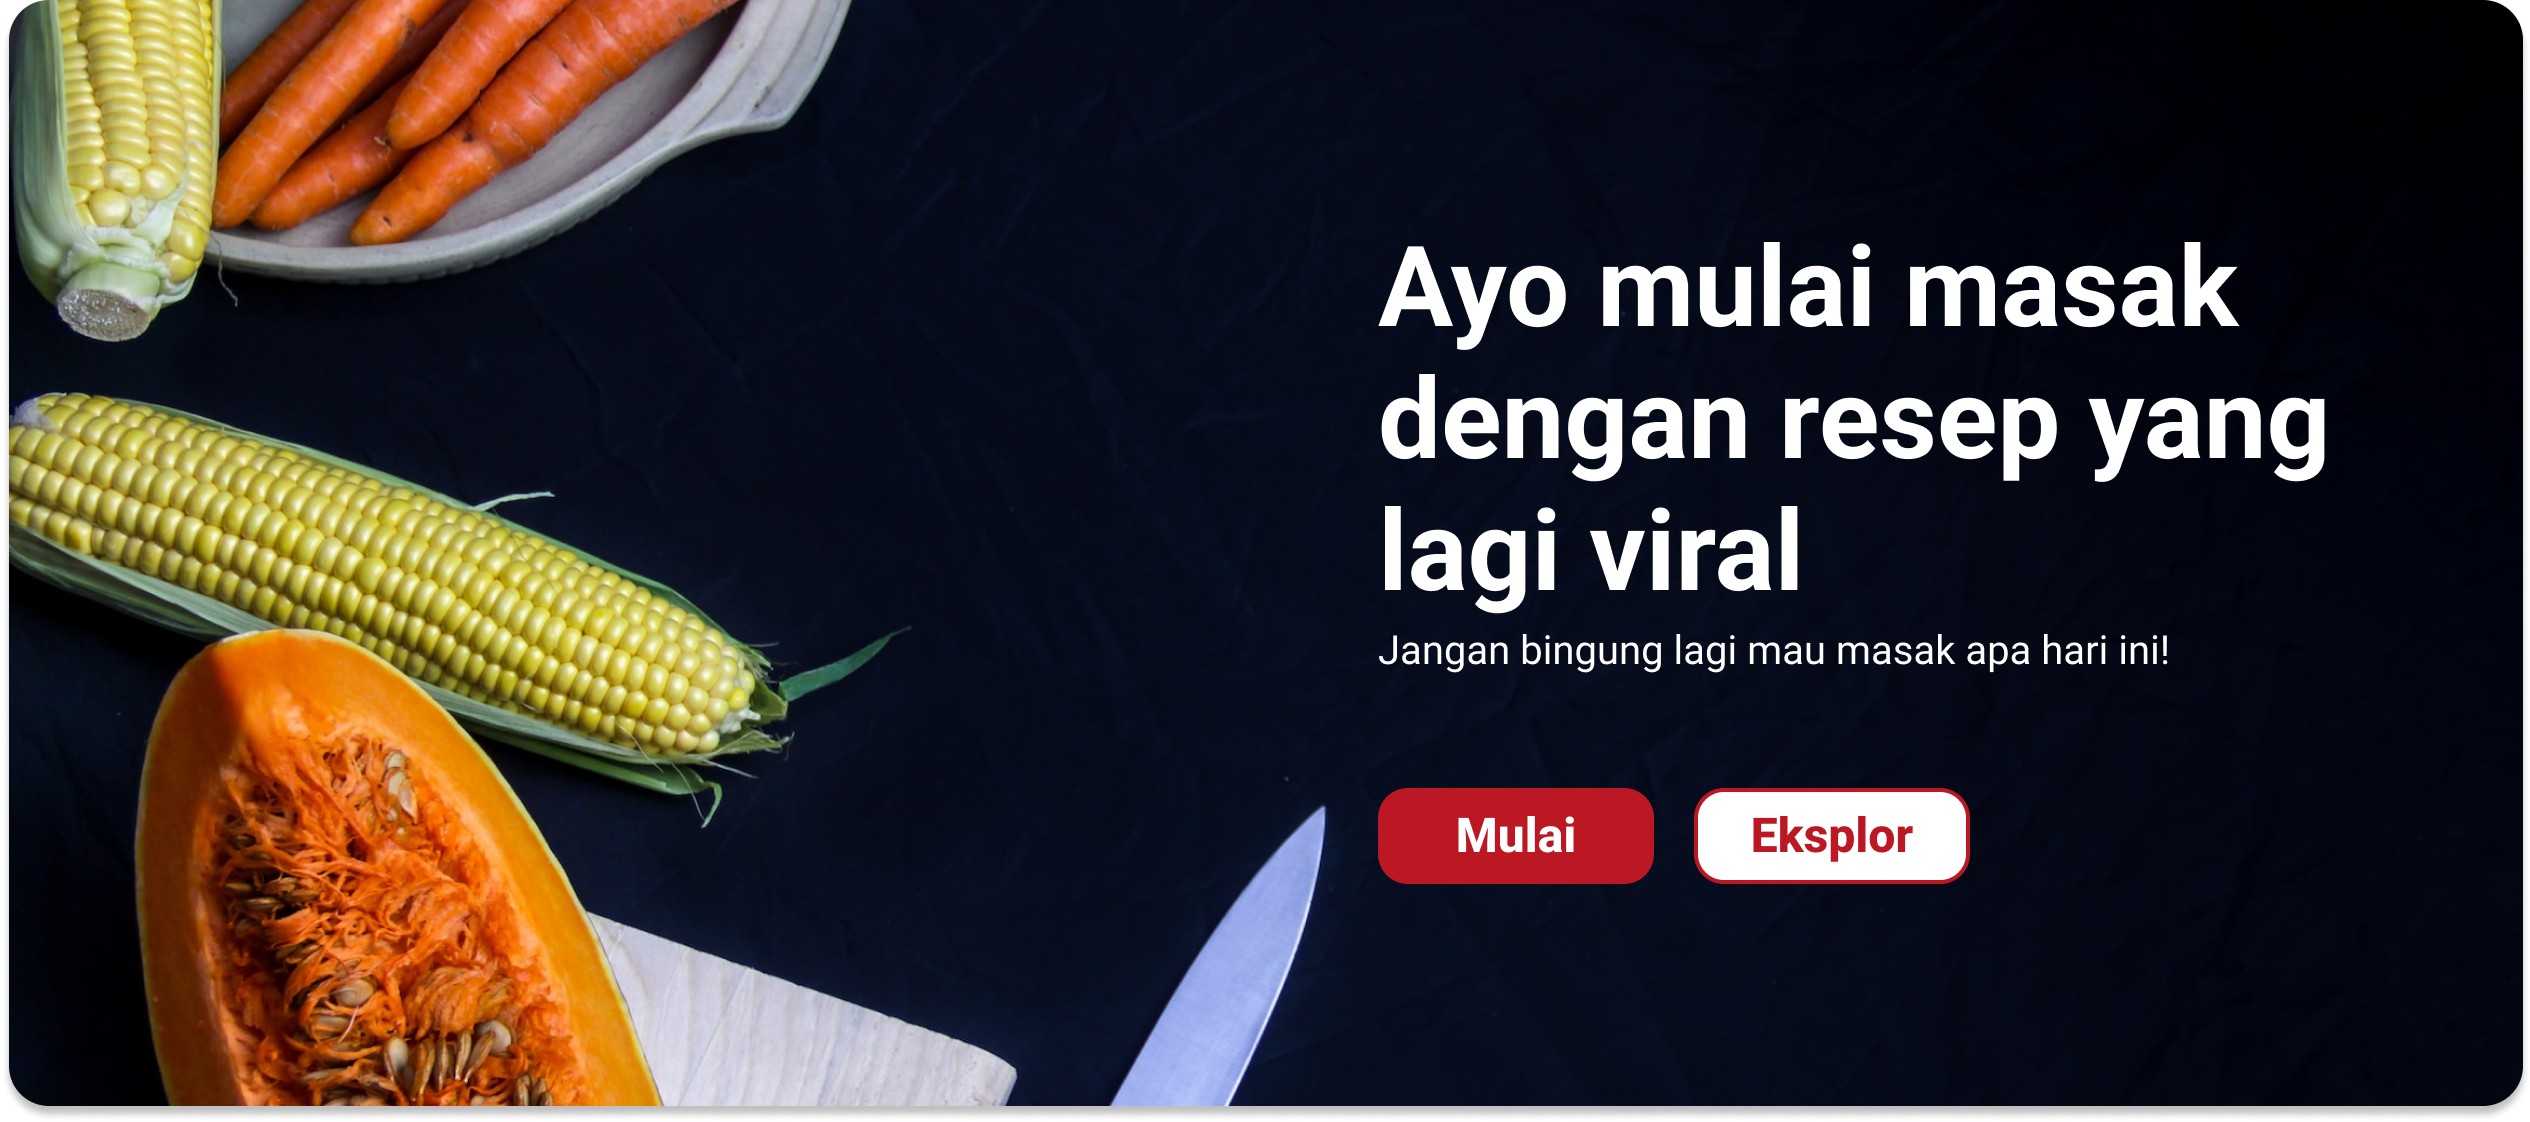 Ayo mulai masak
dengan resep yang
lagi viral
Jangan bingung lagi mau masak apa hari ini!
Mulai
Eksplor